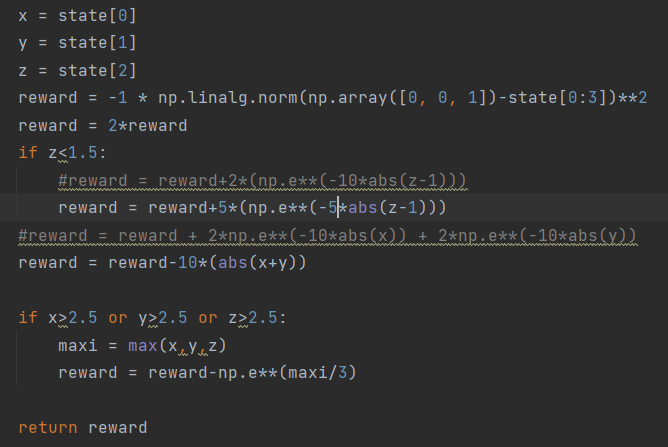 x = state[0]
y = state[1]
z = state[2]
reward = -1 * np.linalg.norm(np.array([0, 0, 1])-state[0:3])**2
reward = 2*reward
if z<1.5:
    #reward = reward+2*(np.e**(-10*abs(z-1)))
    reward = reward+5*(np.e**(-5*abs(z-1)))
#reward = reward + 2*np.e**(-10*abs(x)) + 2*np.e**(-10*abs(y))
reward = reward-10*(abs(x+y))

if x>2.5 or y>2.5 or z>2.5:
    maxi = max(x,y,z)
    reward = reward-np.e**(maxi/3)

return reward